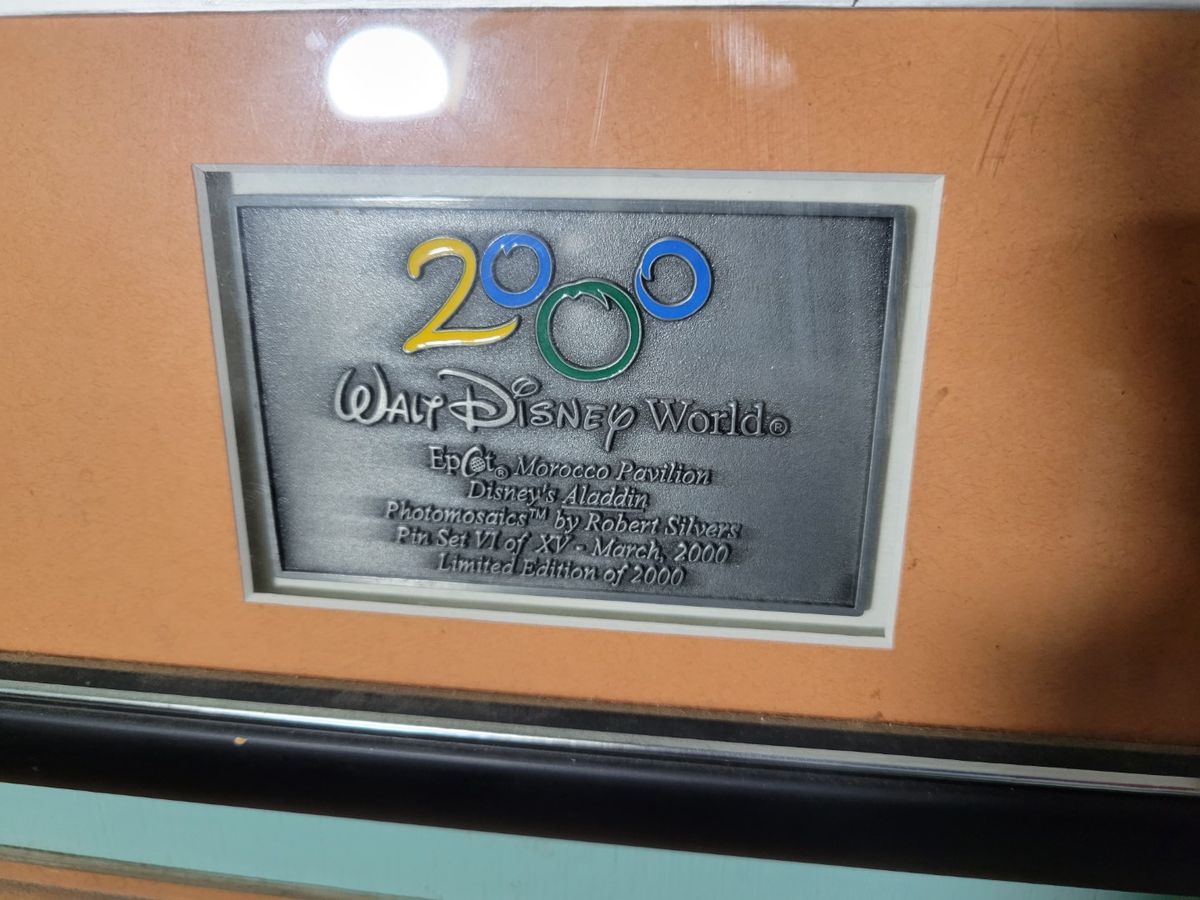 2000
Walt Disney World®
Epcot® Morocco Pavilion
Disney's Aladdin
Photomosaics™ by Robert Silvers
Pin Set VI of XV - March, 2000
Limited Edition of 2000